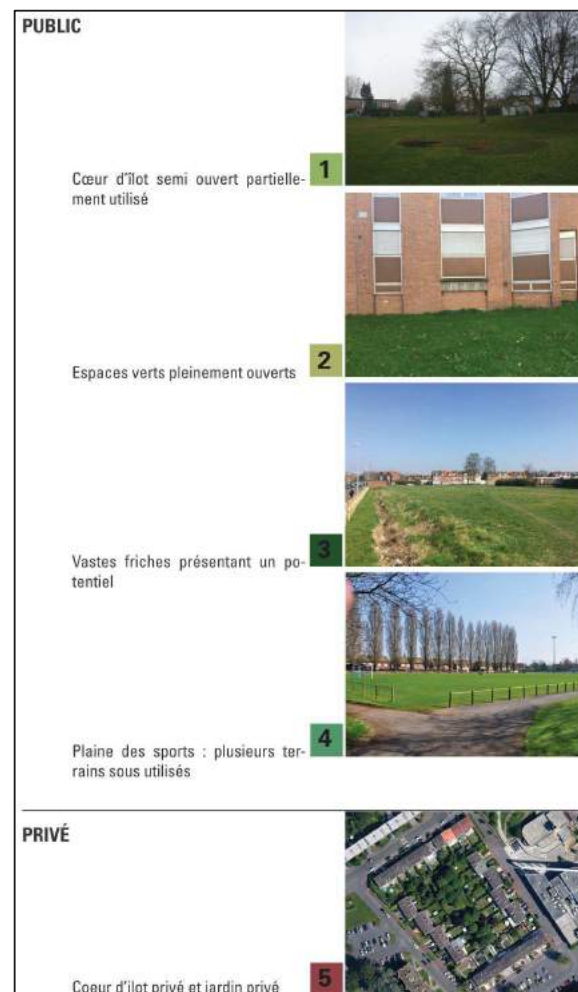 PUBLIC
1
Cœur d'îlot semi ouvert partielle-
ment utilisé
2
Espaces verts pleinement ouverts
3
Vastes friches présentant un po-
tentiel
4
Plaine des sports : plusieurs ter-
rains sous utilisés
PRIVÉ
5
Coeur d'ilot privé et jardin privé